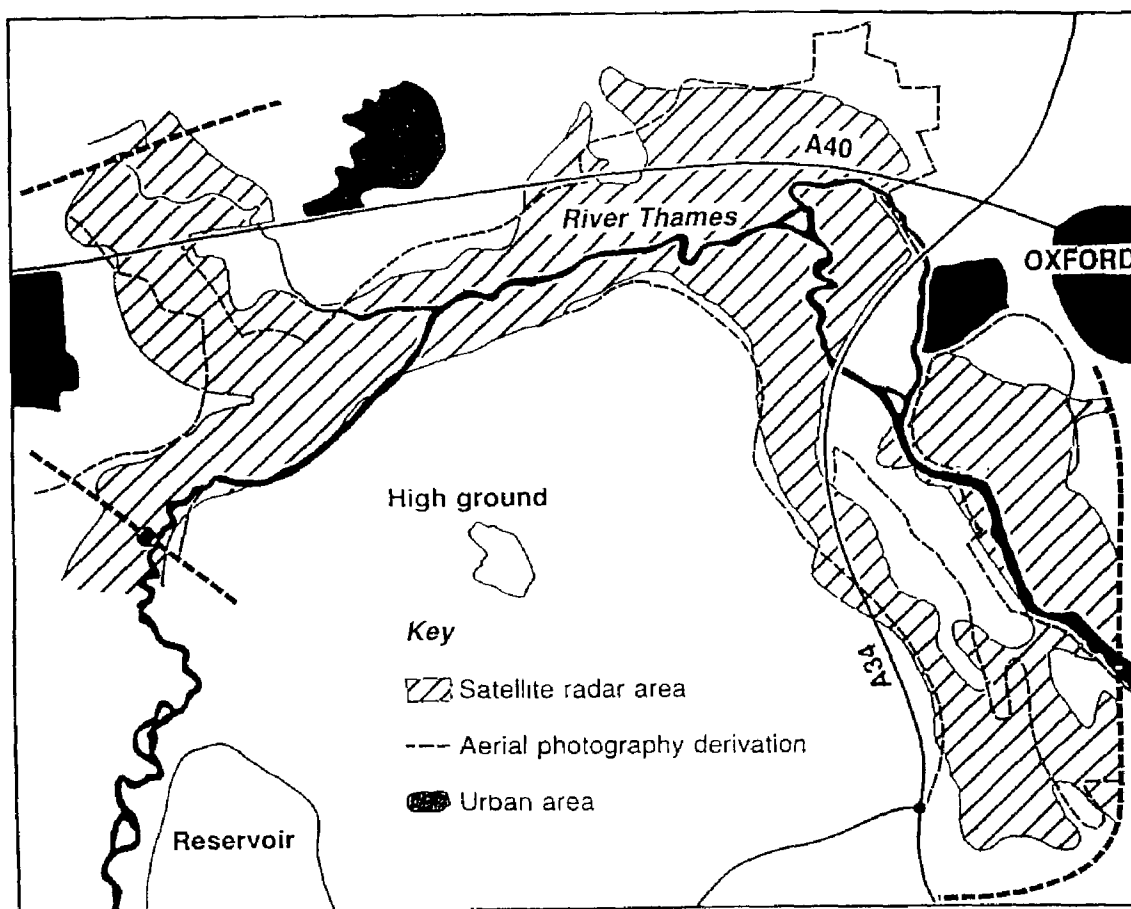 A40
River Thames
OXFORD
High ground
Key
Satellite radar area
Aerial photography derivation
Urban area
A34
Reservoir